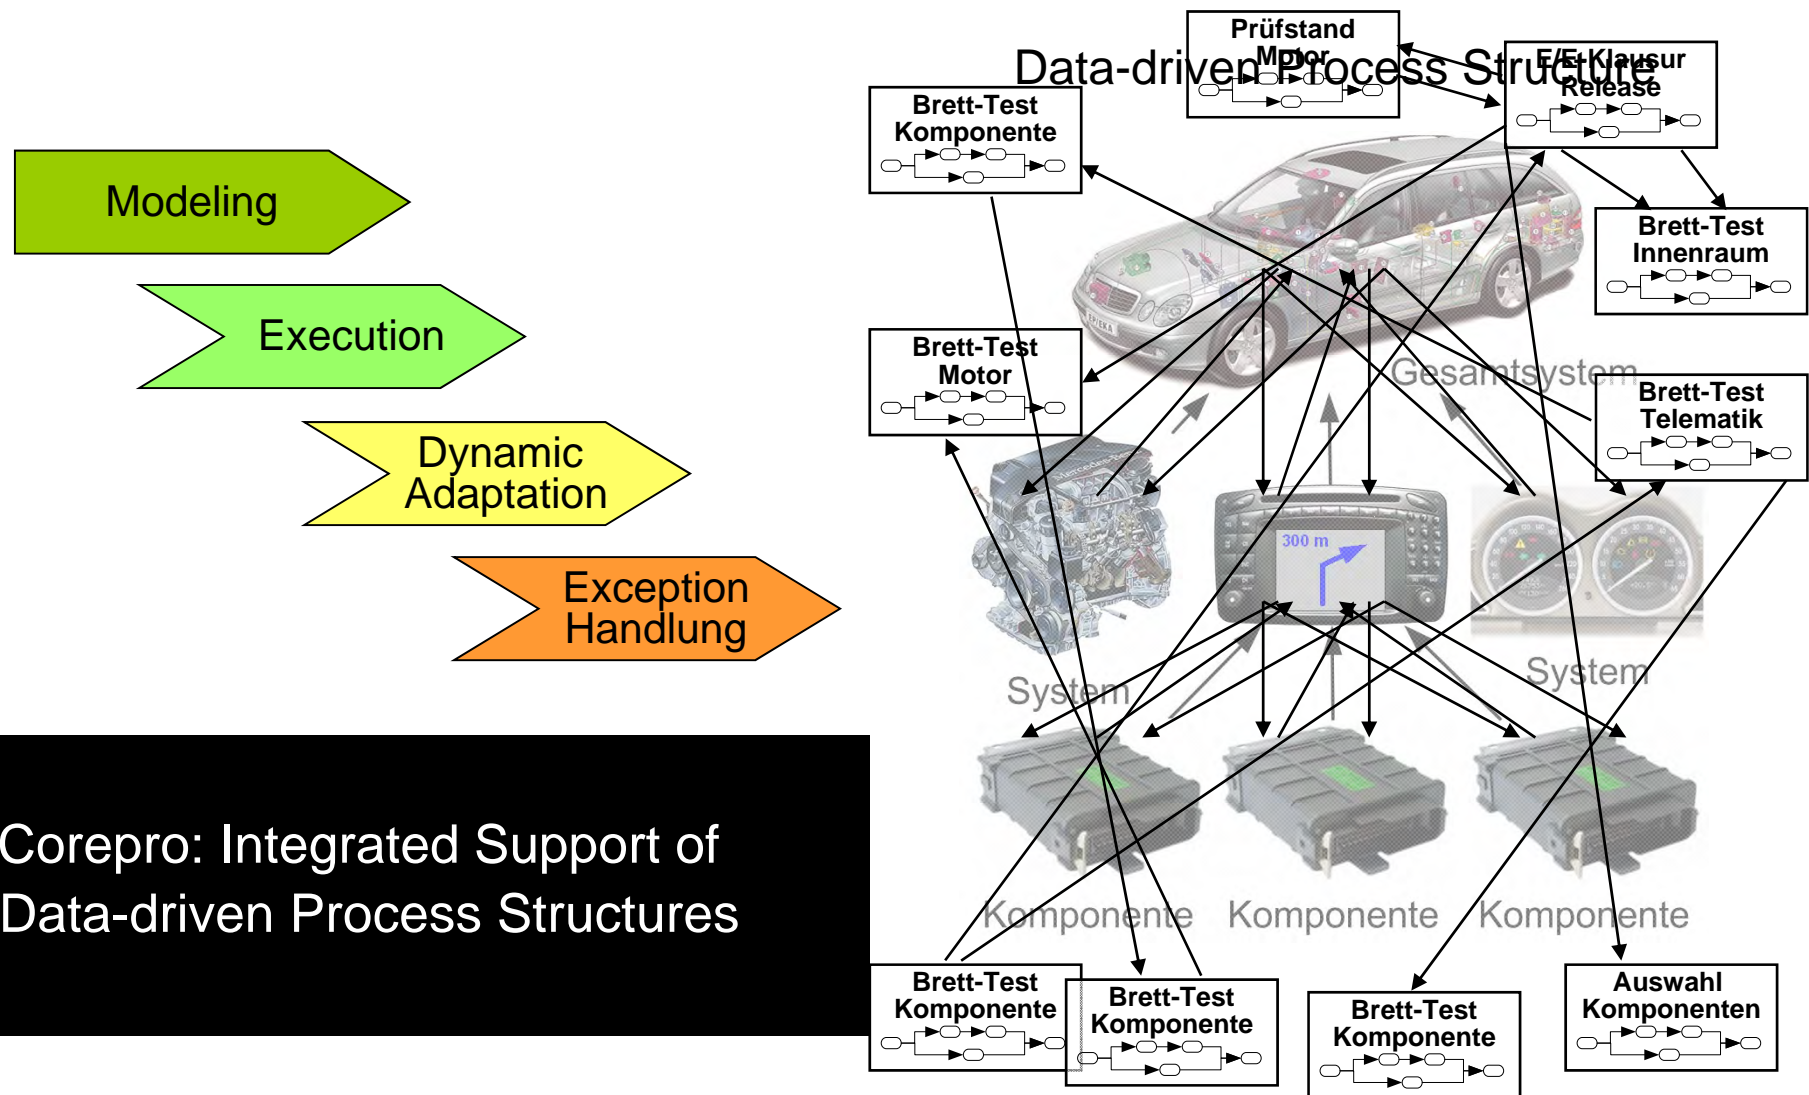 Modeling
Execution
Dynamic
Adaptation
Exception
Handlung
Corepro: Integrated Support of
Data-driven Process Structures
Data-driven Process Structure
Prüfstand
Motor
E/E-Klausur
Release
Brett-Test
Komponente
Brett-Test
Innenraum
Brett-Test
Motor
Gesamtsystem
Brett-Test
Telematik
Mercedes-Benz
300 m
System
System
Komponente
Komponente
Komponente
Brett-Test
Komponente
Brett-Test
Komponente
Brett-Test
Komponente
Auswahl
Komponenten